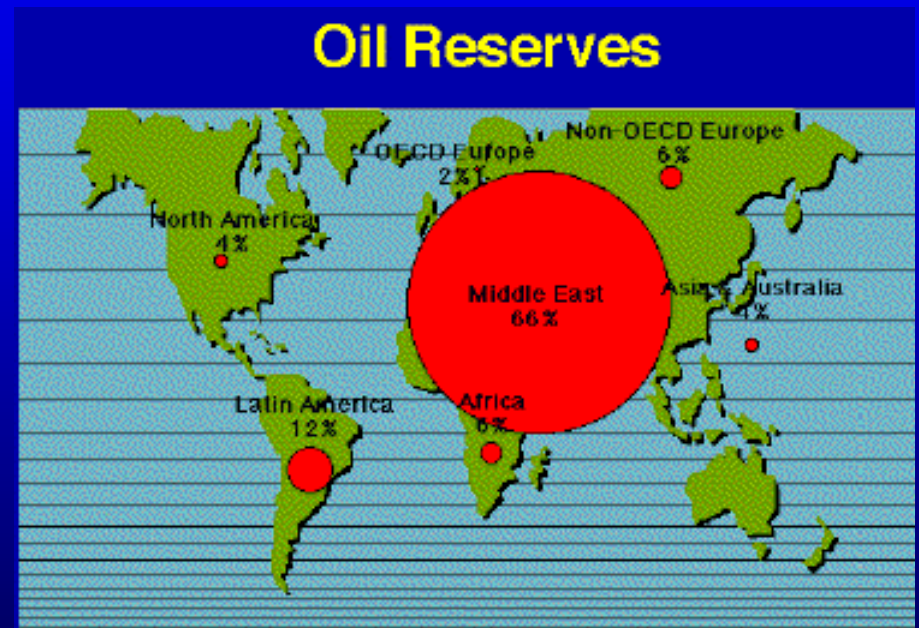 Oil Reserves
Non-OECD Europe
6%
OECD Europe
2%
North America
4%
Middle East
66%
Asia & Australia
4%
Latin America
12%
Africa
6%